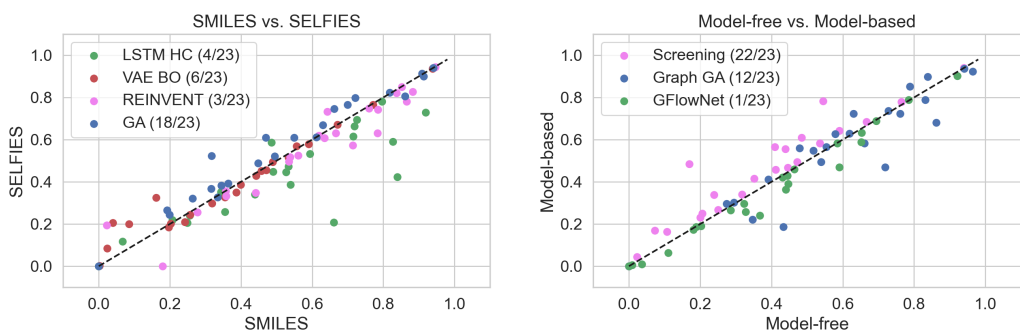 SMILES vs. SELFIES
1.0
0.8
0.6
0.4
0.2
0.0
SELFIES
LSTM HC (4/23)
VAE BO (6/23)
REINVENT (3/23)
GA (18/23)
0.0 0.2 0.4 0.6 0.8 1.0
SMILES
Model-free vs. Model-based
1.0
0.8
0.6
0.4
0.2
0.0
Model-based
Screening (22/23)
Graph GA (12/23)
GFlowNet (1/23)
0.0 0.2 0.4 0.6 0.8 1.0
Model-free